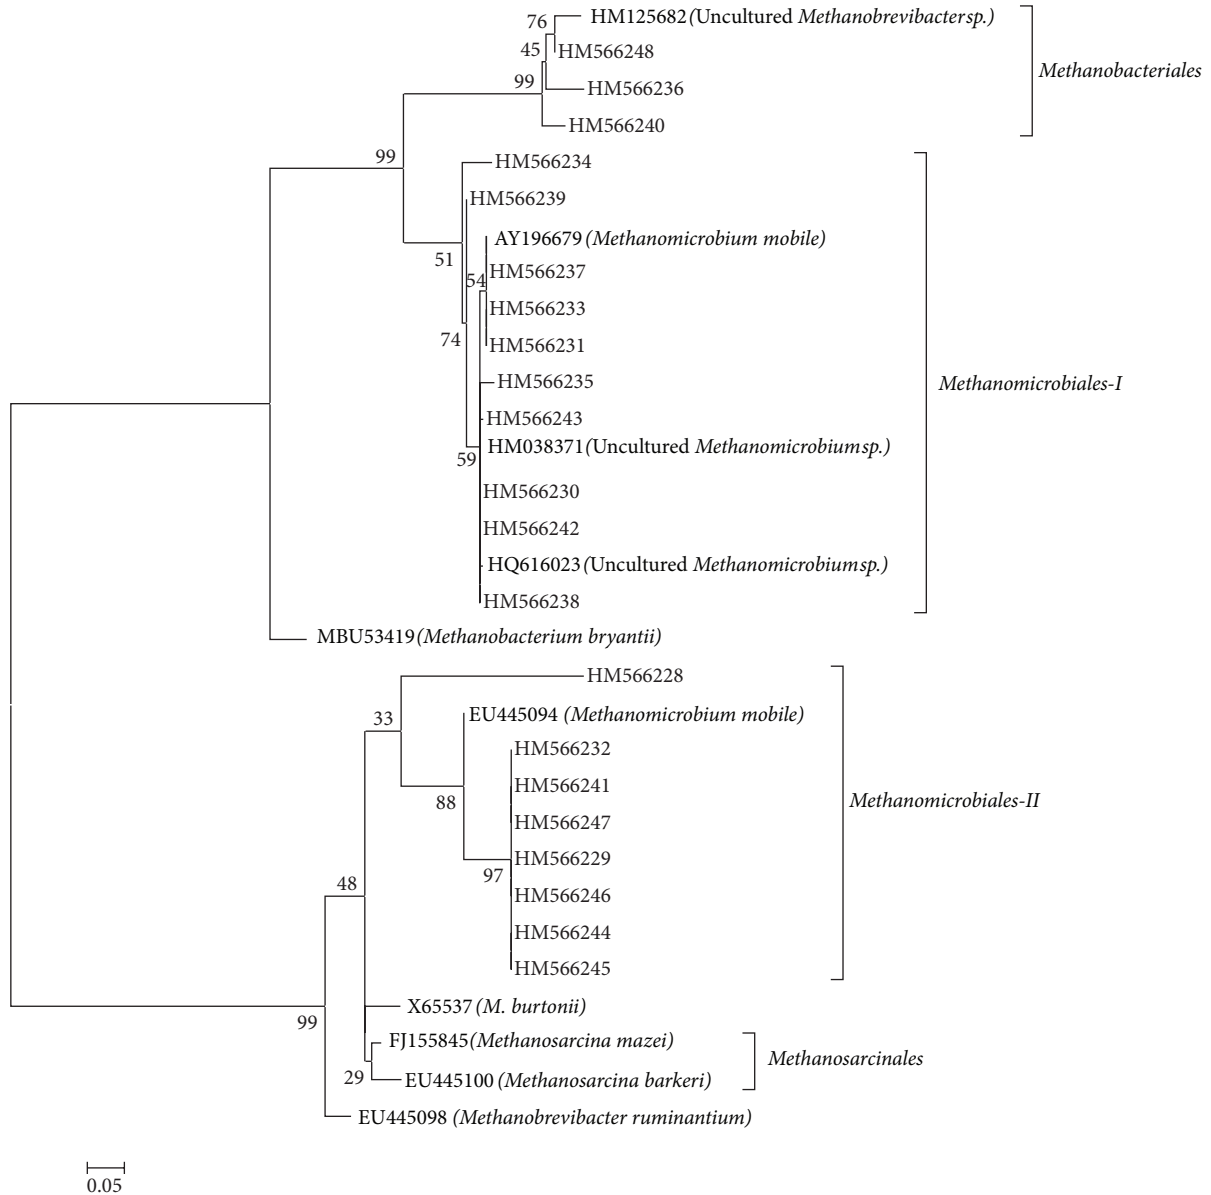 76
HM125682 (Uncultured Methanobrevibacter sp.)
45
HM566248
Methanobacteriales
99
HM566236
HM566240
99
HM566234
HM566239
AY196679 (Methanomicrobium mobile)
51
54
HM566237
HM566233
74
HM566231
HM566235
Methanomicrobiales-I
HM566243
HM038371 (Uncultured Methanomicrobium sp.)
59
HM566230
HM566242
HQ616023 (Uncultured Methanomicrobium sp.)
HM566238
MBU53419 (Methanobacterium bryantii)
HM566228
33
EU445094 (Methanomicrobium mobile)
HM566232
HM566241
88
Methanomicrobiales-II
HM566247
HM566229
97
48
HM566246
HM566244
HM566245
X65537 (M. burtonii)
99
FJ155845 (Methanosarcina mazei)
Methanosarcinales
29
EU445100 (Methanosarcina barkeri)
EU445098 (Methanobrevibacter ruminantium)
0.05